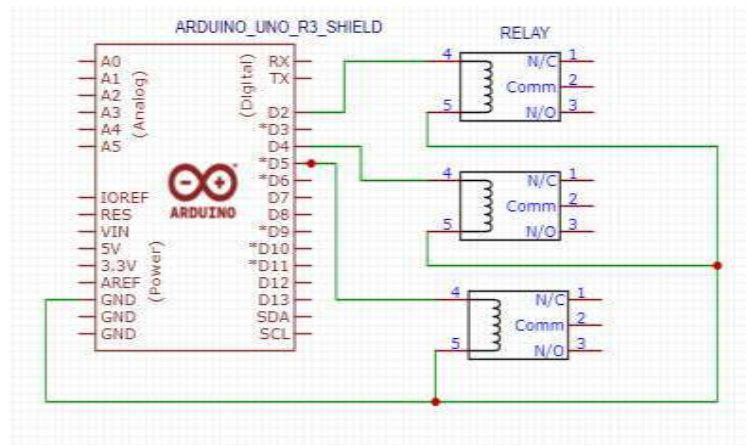 ARDUINO_UNO_R3_SHIELD
A0
A1
A2
A3
A4
A5
(Analog)
IOREF
RES
VIN
5V
3.3V
AREF
GND
GND
GND
(Power)
ARDUINO
(Digital)
RX
TX
D2
*D3
D4
*D5
*D6
D7
D8
*D9
*D10
*D11
D12
D13
SDA
SCL
RELAY
4 N/C 1
Comm 2
5 N/O 3
4 N/C 1
Comm 2
5 N/O 3
4 N/C 1
Comm 2
5 N/O 3